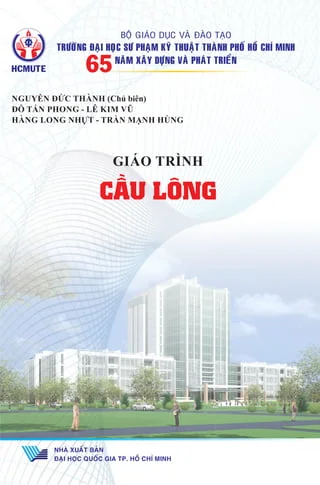 BỘ GIÁO DỤC VÀ ĐÀO TẠO
TRƯỜNG ĐẠI HỌC SƯ PHẠM KỸ THUẬT THÀNH PHỐ HỒ CHÍ MINH
65 NĂM XÂY DỰNG VÀ PHÁT TRIỂN
HCMUTE
NGUYỄN ĐỨC THÀNH (Chủ biên)
ĐỖ TẤN PHONG - LÊ KIM VŨ
HÀNG LONG NHỰT - TRẦN MẠNH HÙNG
GIÁO TRÌNH
CẦU LÔNG
NHÀ XUẤT BẢN
ĐẠI HỌC QUỐC GIA TP. HỒ CHÍ MINH